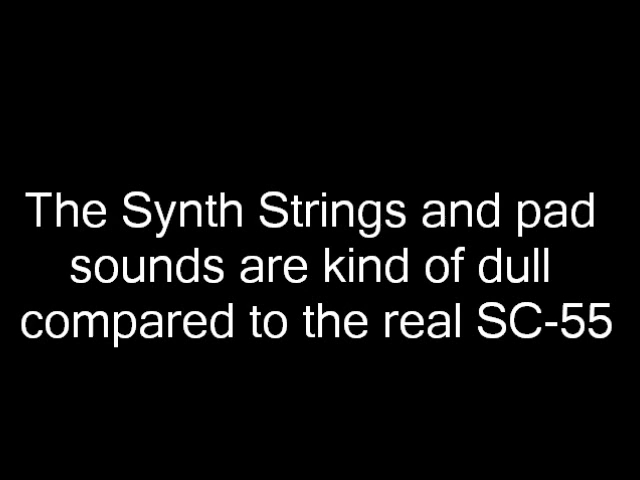 The Synth Strings and pad
sounds are kind of dull
compared to the real SC-55